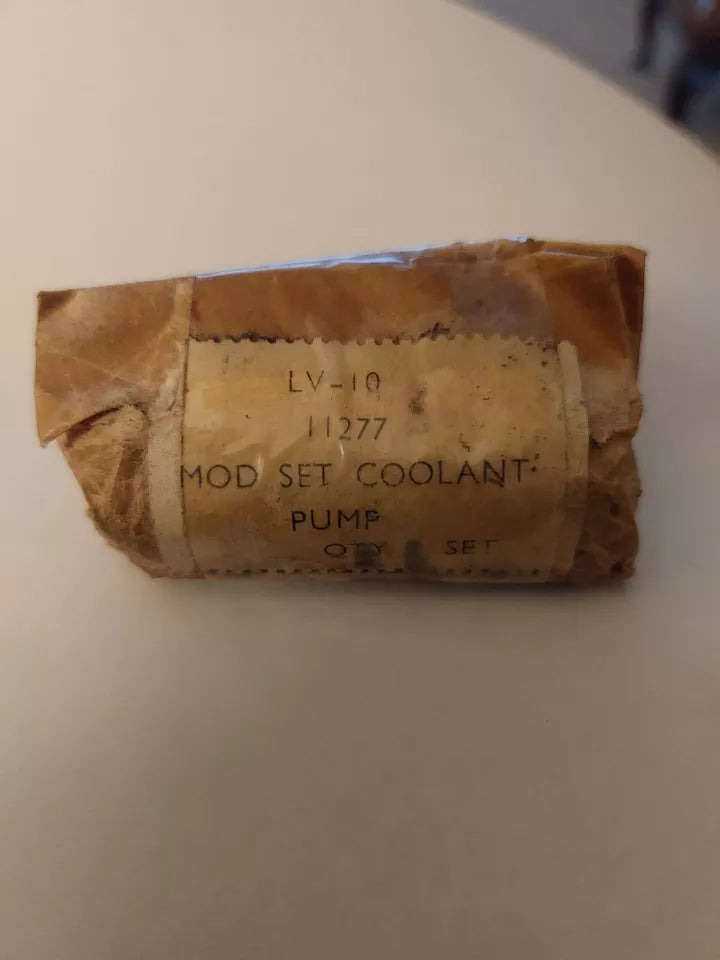 LV-10
11277
MOD SET COOLANT
PUMP
QTY SET